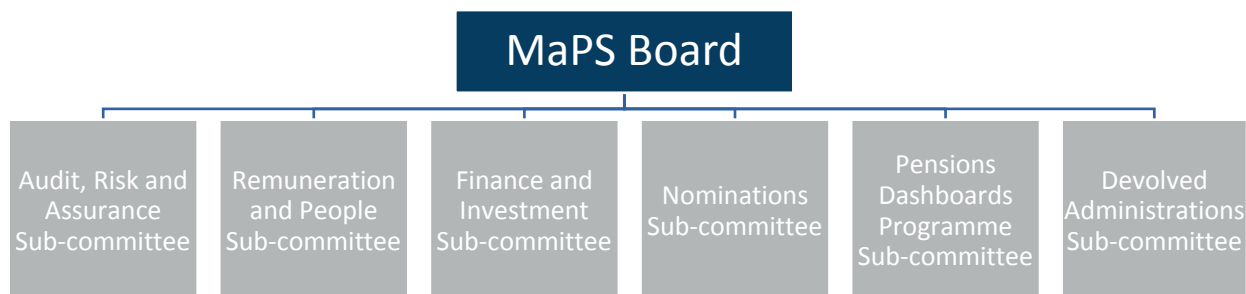 MaPS Board
Audit, Risk and
Assurance
Sub-committee
Remuneration
and People
Sub-committee
Finance and
Investment
Sub-committee
Nominations
Sub-committee
Pensions
Dashboards
Programme
Sub-committee
Devolved
Administrations
Sub-committee